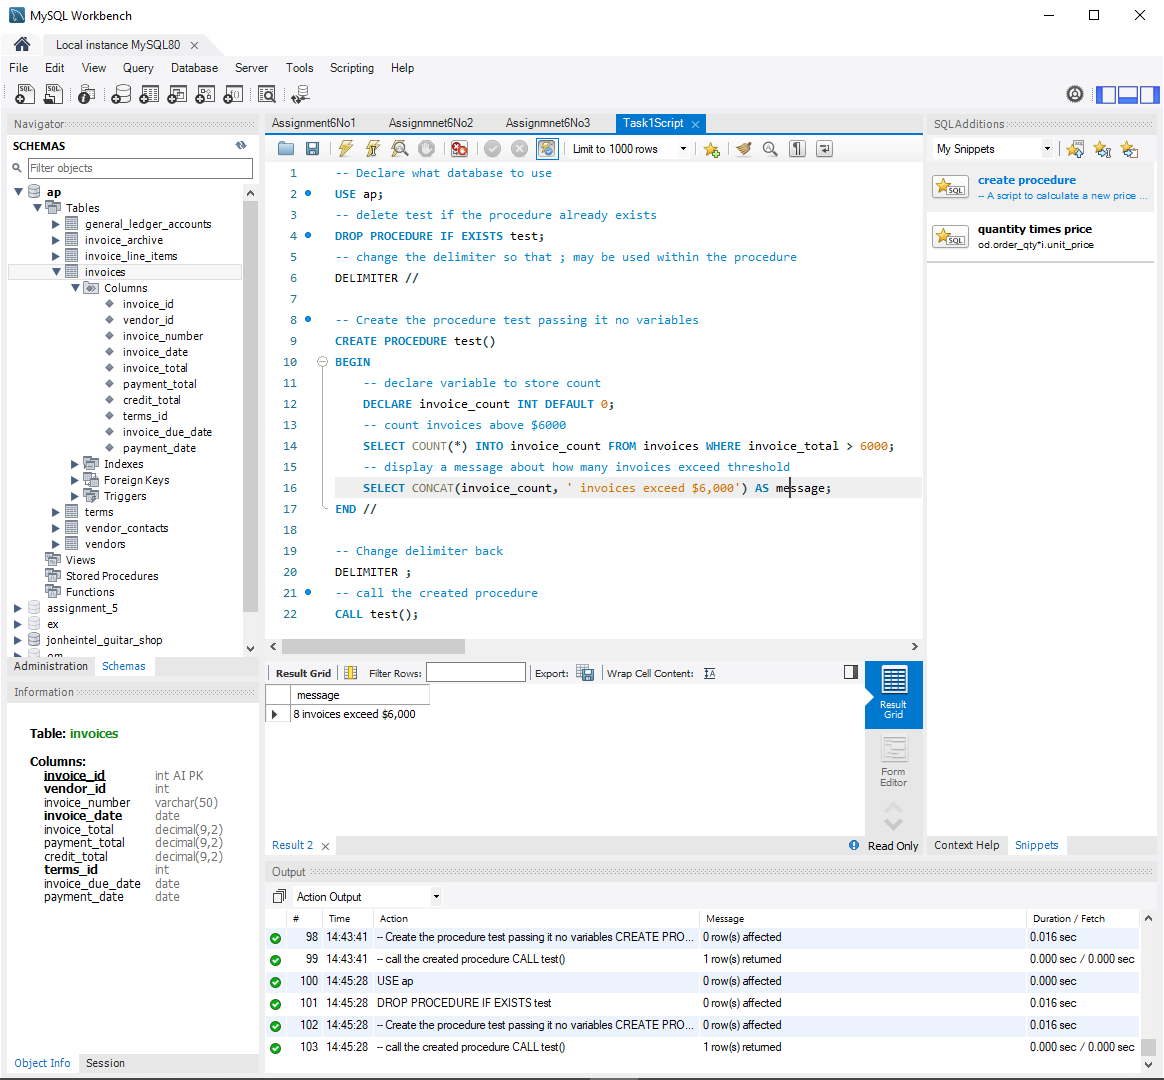 MySQL Workbench
Local instance MySQL80
File Edit View Query Database Server Tools Scripting Help
Navigator
SCHEMAS
Filter objects
ap
Tables
general_ledger_accounts
invoice_archive
invoice_line_items
invoices
Columns
invoice_id
vendor_id
invoice_number
invoice_date
invoice_total
payment_total
credit_total
terms_id
invoice_due_date
payment_date
Indexes
Foreign Keys
Triggers
terms
vendor_contacts
vendors
Views
Stored Procedures
Functions
assignment_5
ex
jonheintel_guitar_shop
om
Administration Schemas
Information
Table: invoices
Columns:
invoice_id int AI PK
vendor_id int
invoice_number varchar(50)
invoice_date date
invoice_total decimal(9,2)
payment_total decimal(9,2)
credit_total decimal(9,2)
terms_id int
invoice_due_date date
payment_date date
Object Info Session
Assignment6No1 Assignmnet6No2 Assignmnet6No3 Task1Script
Limit to 1000 rows
1 -- Declare what database to use
2 USE ap;
3 -- delete test if the procedure already exists
4 DROP PROCEDURE IF EXISTS test;
5 -- change the delimiter so that ; may be used within the procedure
6 DELIMITER //
7
8 -- Create the procedure test passing it no variables
9 CREATE PROCEDURE test()
10 BEGIN
11 -- declare variable to store count
12 DECLARE invoice_count INT DEFAULT 0;
13 -- count invoices above $6000
14 SELECT COUNT(*) INTO invoice_count FROM invoices WHERE invoice_total > 6000;
15 -- display a message about how many invoices exceed threshold
16 SELECT CONCAT(invoice_count, ' invoices exceed $6,000') AS message;
17 END //
18
19 -- Change delimiter back
20 DELIMITER ;
21 -- call the created procedure
22 CALL test();
Result Grid Filter Rows: Export: Wrap Cell Content:
message
8 invoices exceed $6,000
Result
Grid
Form
Editor
Result 2 Read Only
SQLAdditions
My Snippets
SQL create procedure
-- A script to calculate a new price ...
SQL quantity times price
od.order_qty*i.unit_price
Context Help Snippets
Output
Action Output
# Time Action Message Duration / Fetch
98 14:43:41 -- Create the procedure test passing it no variables CREATE PRO... 0 row(s) affected 0.016 sec
99 14:43:41 -- call the created procedure CALL test() 1 row(s) returned 0.000 sec / 0.000 sec
100 14:45:28 USE ap 0 row(s) affected 0.000 sec
101 14:45:28 DROP PROCEDURE IF EXISTS test 0 row(s) affected 0.016 sec
102 14:45:28 -- Create the procedure test passing it no variables CREATE PRO... 0 row(s) affected 0.016 sec
103 14:45:28 -- call the created procedure CALL test() 1 row(s) returned 0.000 sec / 0.000 sec